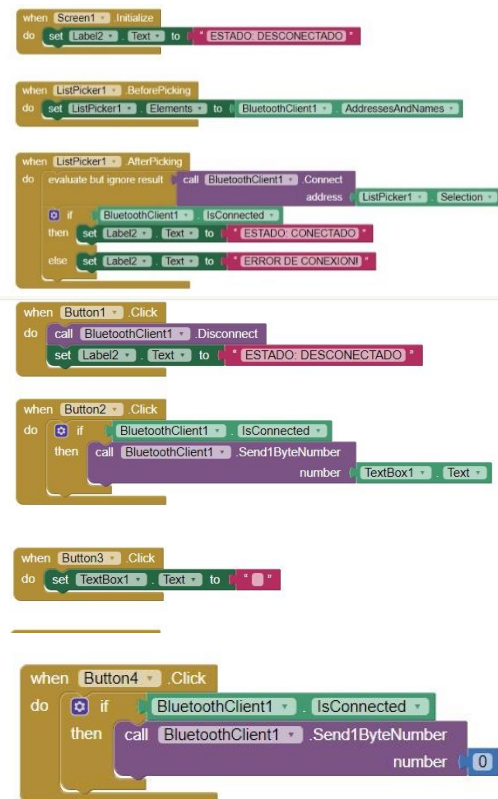 when Screen1 .Initialize
do set Label2 . Text to " ESTADO: DESCONECTADO "
when ListPicker1 .BeforePicking
do set ListPicker1 . Elements to BluetoothClient1 . AddressesAndNames
when ListPicker1 .AfterPicking
do evaluate but ignore result call BluetoothClient1 .Connect
address ListPicker1 . Selection
if BluetoothClient1 . IsConnected
then set Label2 . Text to " ESTADO: CONECTADO "
else set Label2 . Text to " ERROR DE CONEXION! "
when Button1 .Click
do call BluetoothClient1 .Disconnect
set Label2 . Text to " ESTADO: DESCONECTADO "
when Button2 .Click
do if BluetoothClient1 . IsConnected
then call BluetoothClient1 .Send1ByteNumber
number TextBox1 . Text
when Button3 .Click
do set TextBox1 . Text to " "
when Button4 .Click
do if BluetoothClient1 . IsConnected
then call BluetoothClient1 .Send1ByteNumber
number 0